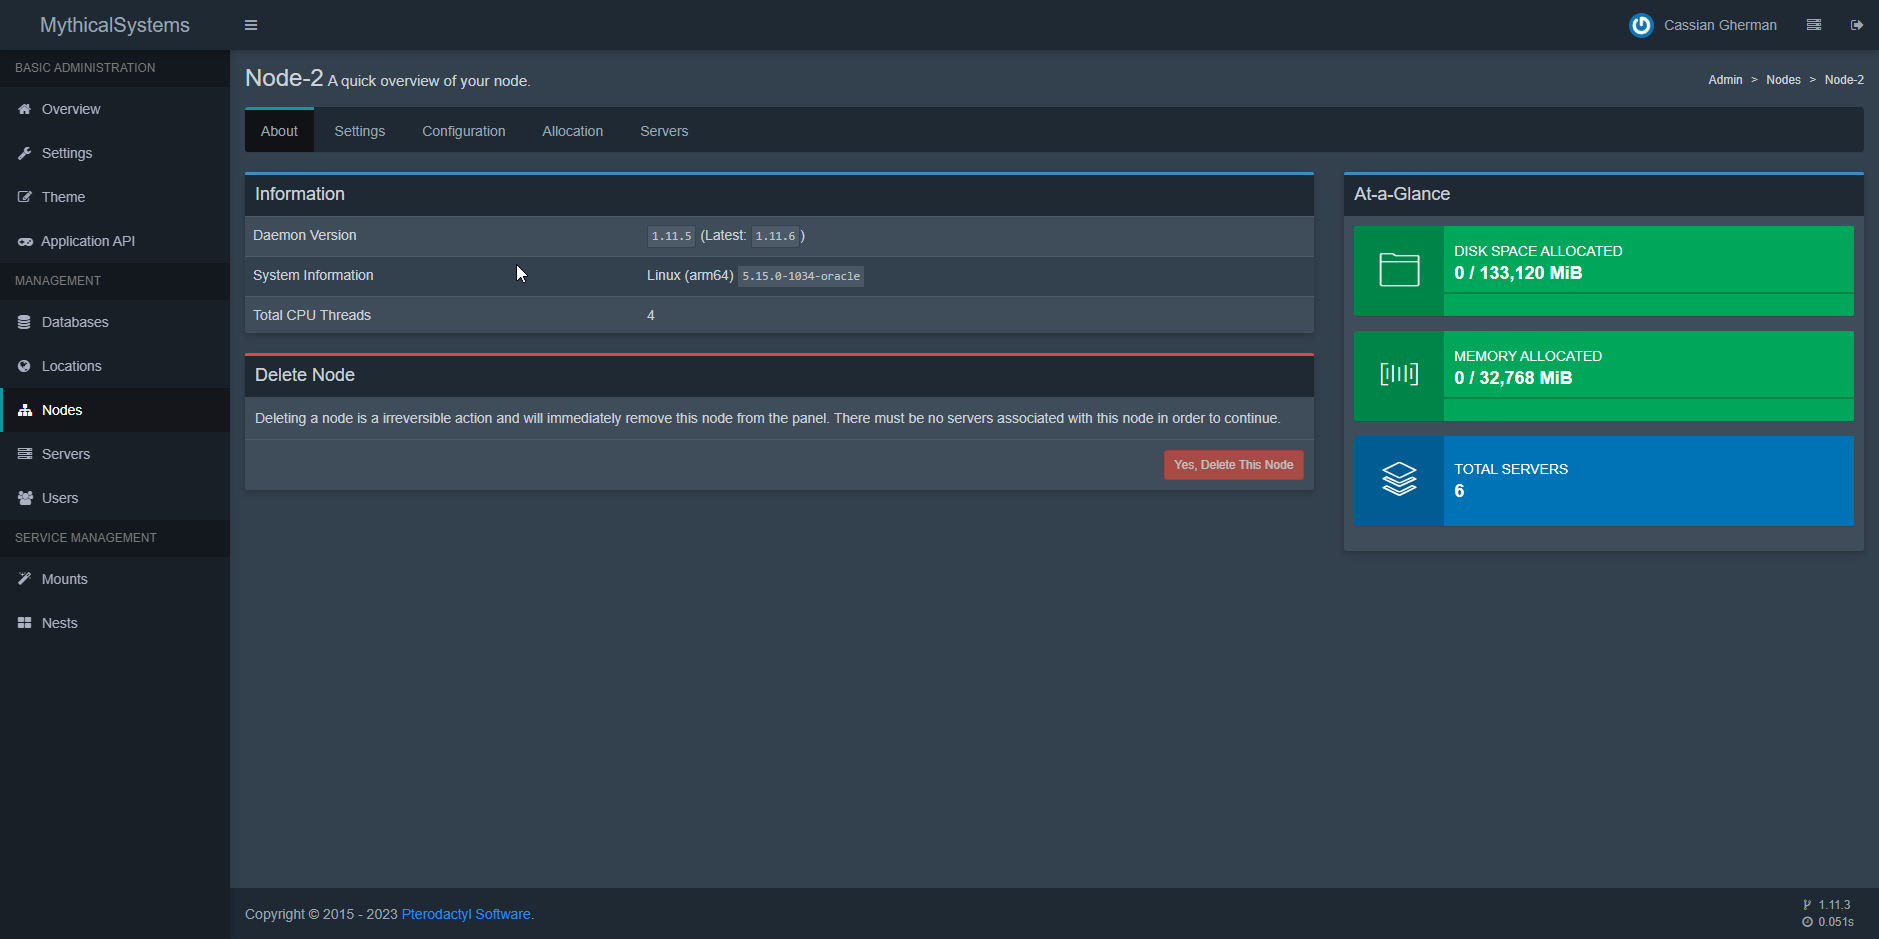 MythicalSystems
Cassian Gherman
BASIC ADMINISTRATION
Overview
Settings
Theme
Application API
MANAGEMENT
Databases
Locations
Nodes
Servers
Users
SERVICE MANAGEMENT
Mounts
Nests
Node-2 A quick overview of your node.
Admin > Nodes > Node-2
About Settings Configuration Allocation Servers
Information
Daemon Version 1.11.5 (Latest: 1.11.6 )
System Information Linux (arm64) 5.15.0-1034-oracle
Total CPU Threads 4
Delete Node
Deleting a node is a irreversible action and will immediately remove this node from the panel. There must be no servers associated with this node in order to continue.
Yes, Delete This Node
At-a-Glance
DISK SPACE ALLOCATED
0 / 133,120 MiB
MEMORY ALLOCATED
0 / 32,768 MiB
TOTAL SERVERS
6
Copyright © 2015 - 2023 Pterodactyl Software.
1.11.3
0.051s